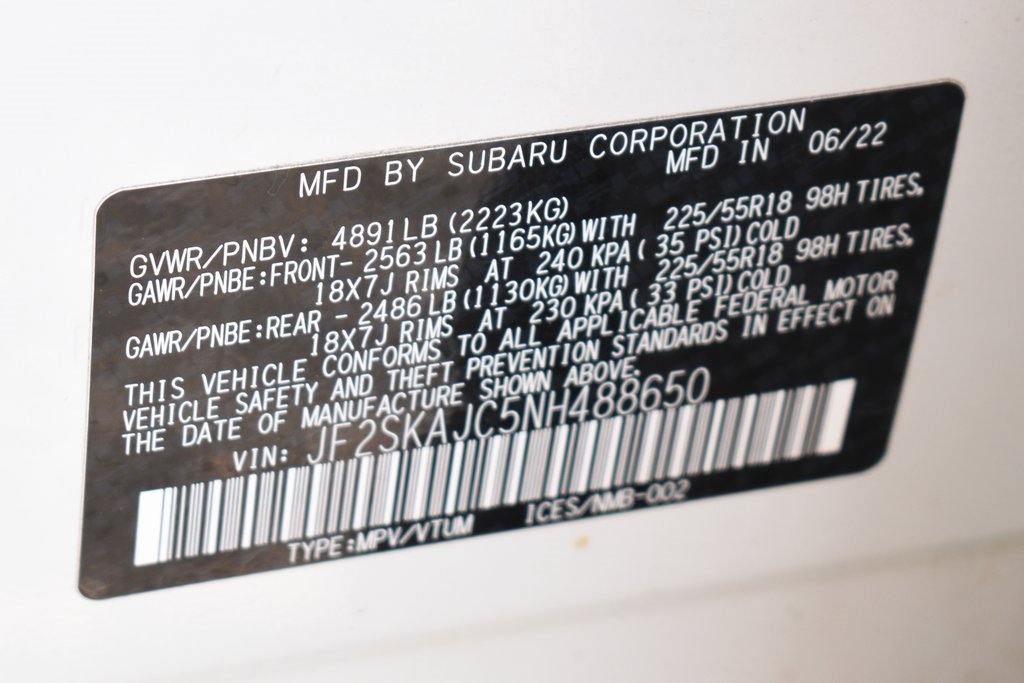 MFD BY SUBARU CORPORATION
MFD IN 06/22
GVWR/PNBV: 4891LB(2223KG)
GAWR/PNBE:FRONT- 2563LB(1165KG)WITH 225/55R18 98H TIRES,
18X7J RIMS AT 240 KPA( 35 PSI)COLD
GAWR/PNBE:REAR - 2486LB(1130KG)WITH 225/55R18 98H TIRES,
18X7J RIMS AT 230 KPA( 33 PSI)COLD
THIS VEHICLE CONFORMS TO ALL APPLICABLE FEDERAL MOTOR
VEHICLE SAFETY AND THEFT PREVENTION STANDARDS IN EFFECT ON
THE DATE OF MANUFACTURE SHOWN ABOVE.
VIN: JF2SKAJC5NH488650
TYPE:MPV/VTUM ICES/NMB-002